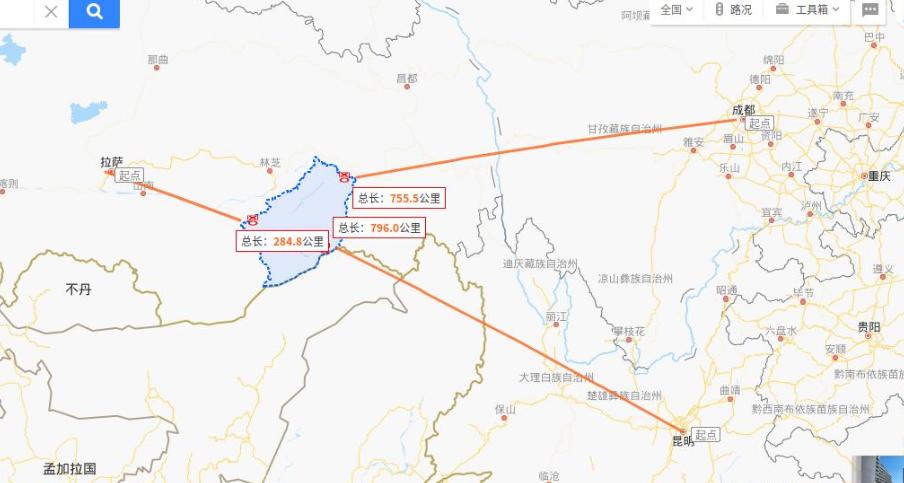 全国
路况
工具箱
阿坝藏
巴中
那曲
昌都
绵阳
德阳
南充
成都
起点
遂宁
广安
甘孜藏族自治州
雅安
眉山
资阳
拉萨
起点
林芝
乐山
内江
重庆
喀则
山南
总长: 755.5公里
总长: 796.0公里
总长: 284.8公里
宜宾
泸州
迪庆藏族自治州
凉山彝族自治州
遵义
不丹
昭通
毕节
丽江
攀枝花
六盘水
贵阳
安顺
大理白族自治州
黔南布依族苗
楚雄彝族自治州
曲靖
保山
黔西南布依族苗族自治州
昆明
起点
孟加拉国
临沧